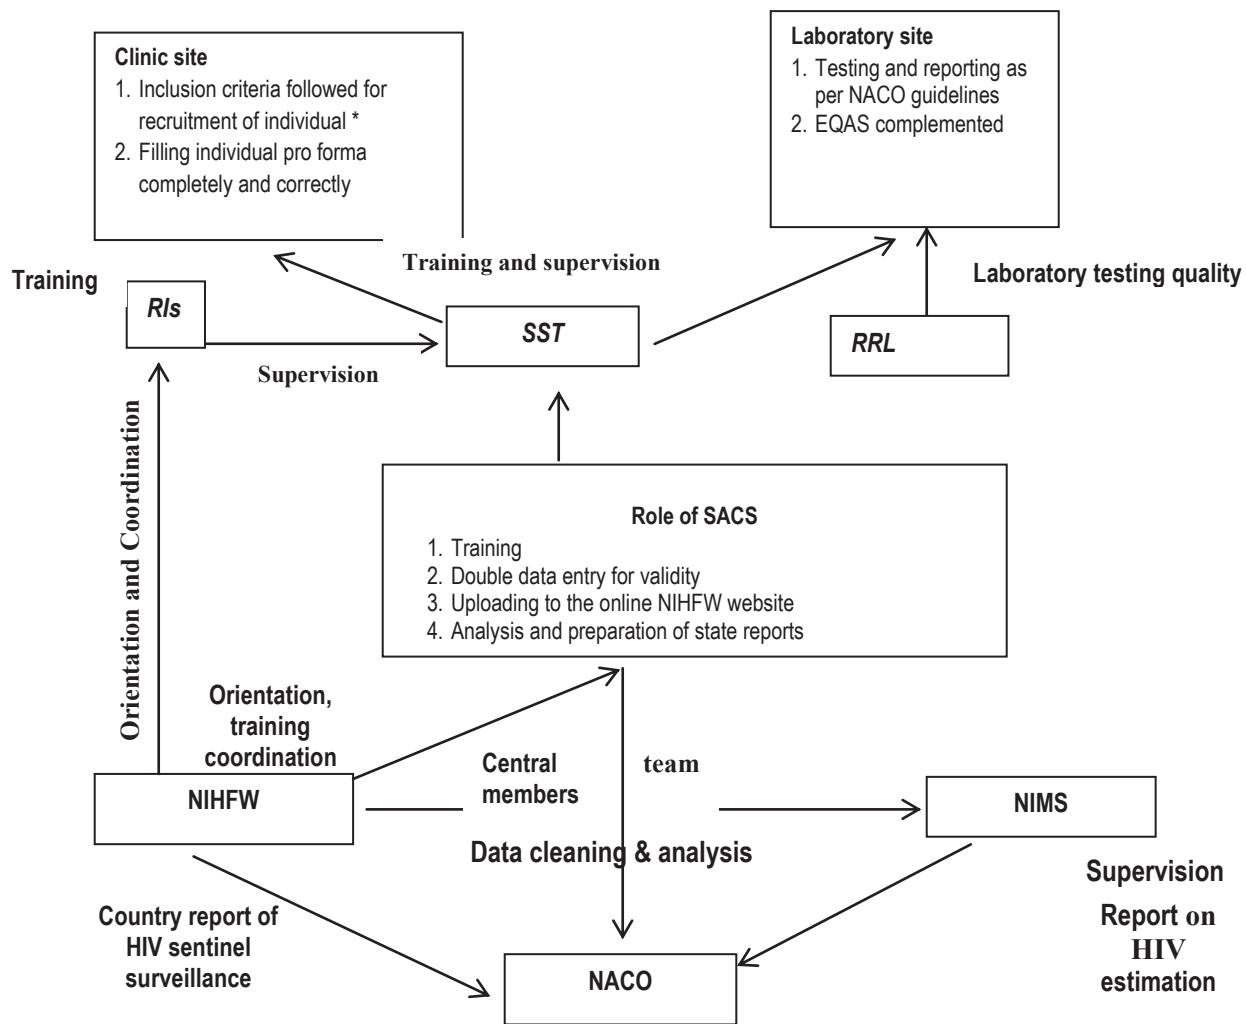 Clinic site
1. Inclusion criteria followed for
recruitment of individual *
2. Filling individual pro forma
completely and correctly
Laboratory site
1. Testing and reporting as
per NACO guidelines
2. EQAS complemented
Training
RIs
Training and supervision
SST
Laboratory testing quality
RRL
Supervision
Orientation and Coordination
Role of SACS
1. Training
2. Double data entry for validity
3. Uploading to the online NIHFW website
4. Analysis and preparation of state reports
Orientation,
training
coordination
NIHFW
Central
members
team
NIMS
Data cleaning & analysis
Supervision
Report on
HIV
estimation
Country report of
HIV sentinel
surveillance
NACO